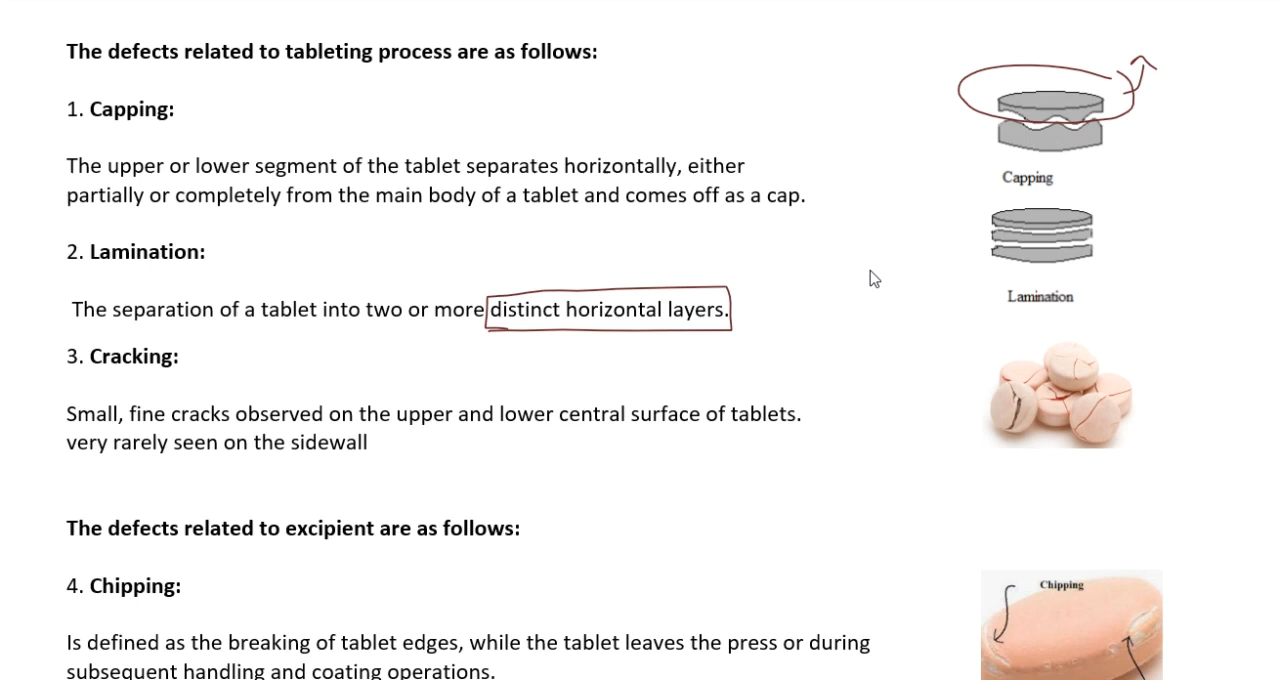 The defects related to tableting process are as follows:
1. Capping:
The upper or lower segment of the tablet separates horizontally, either
partially or completely from the main body of a tablet and comes off as a cap.
Capping
2. Lamination:
The separation of a tablet into two or more distinct horizontal layers.
Lamination
3. Cracking:
Small, fine cracks observed on the upper and lower central surface of tablets.
very rarely seen on the sidewall
The defects related to excipient are as follows:
4. Chipping:
Chipping
Is defined as the breaking of tablet edges, while the tablet leaves the press or during
subsequent handling and coating operations.